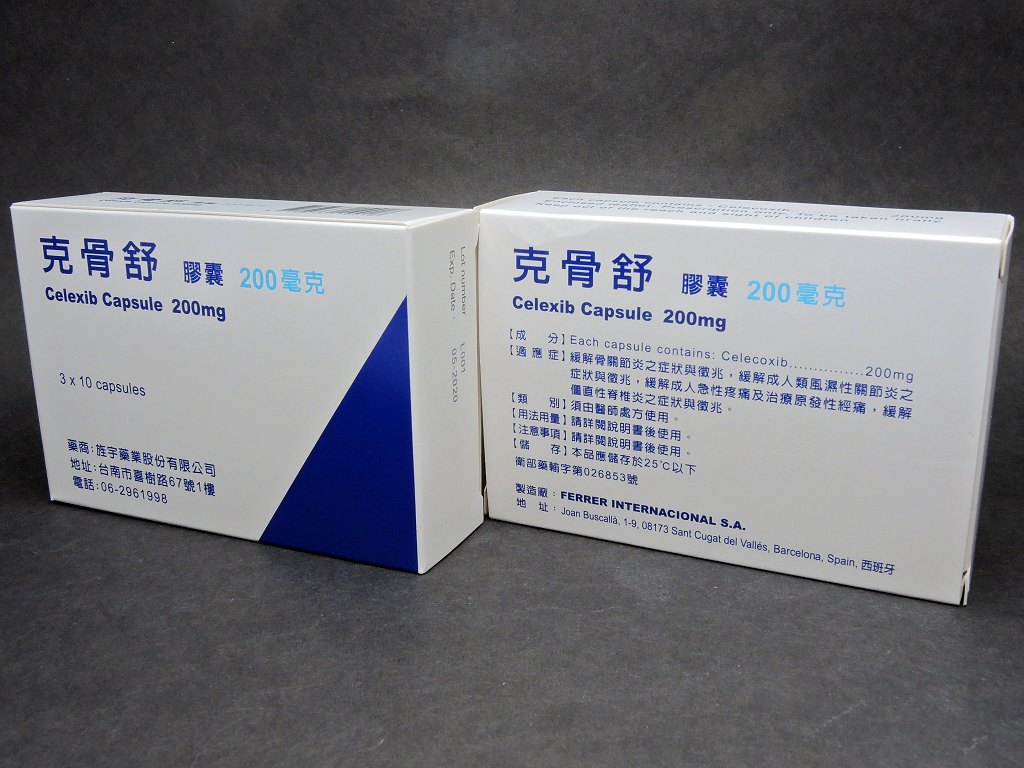 克骨舒 膠囊 200毫克
Celexib Capsule 200mg
3 x 10 capsules
藥商:旌宇藥業股份有限公司
地址:台南市喜樹路67號1樓
電話:06-2961998
Lot number : L001
Exp. Date : 05-2020
克骨舒 膠囊 200毫克
Celexib Capsule 200mg
【成 分】Each capsule contains: Celecoxib...............200mg
【適應症】緩解骨關節炎之症狀與徵兆，緩解成人類風濕性關節炎之
症狀與徵兆，緩解成人急性疼痛及治療原發性經痛，緩解
僵直性脊椎炎之症狀與徵兆。
【類 別】須由醫師處方使用。
【用法用量】請詳閱說明書後使用。
【注意事項】請詳閱說明書後使用。
【儲 存】本品應儲存於25℃以下
衛部藥輸字第026853號
製造廠：FERRER INTERNACIONAL S.A.
地 址：Joan Buscallà, 1-9, 08173 Sant Cugat del Vallés, Barcelona, Spain, 西班牙